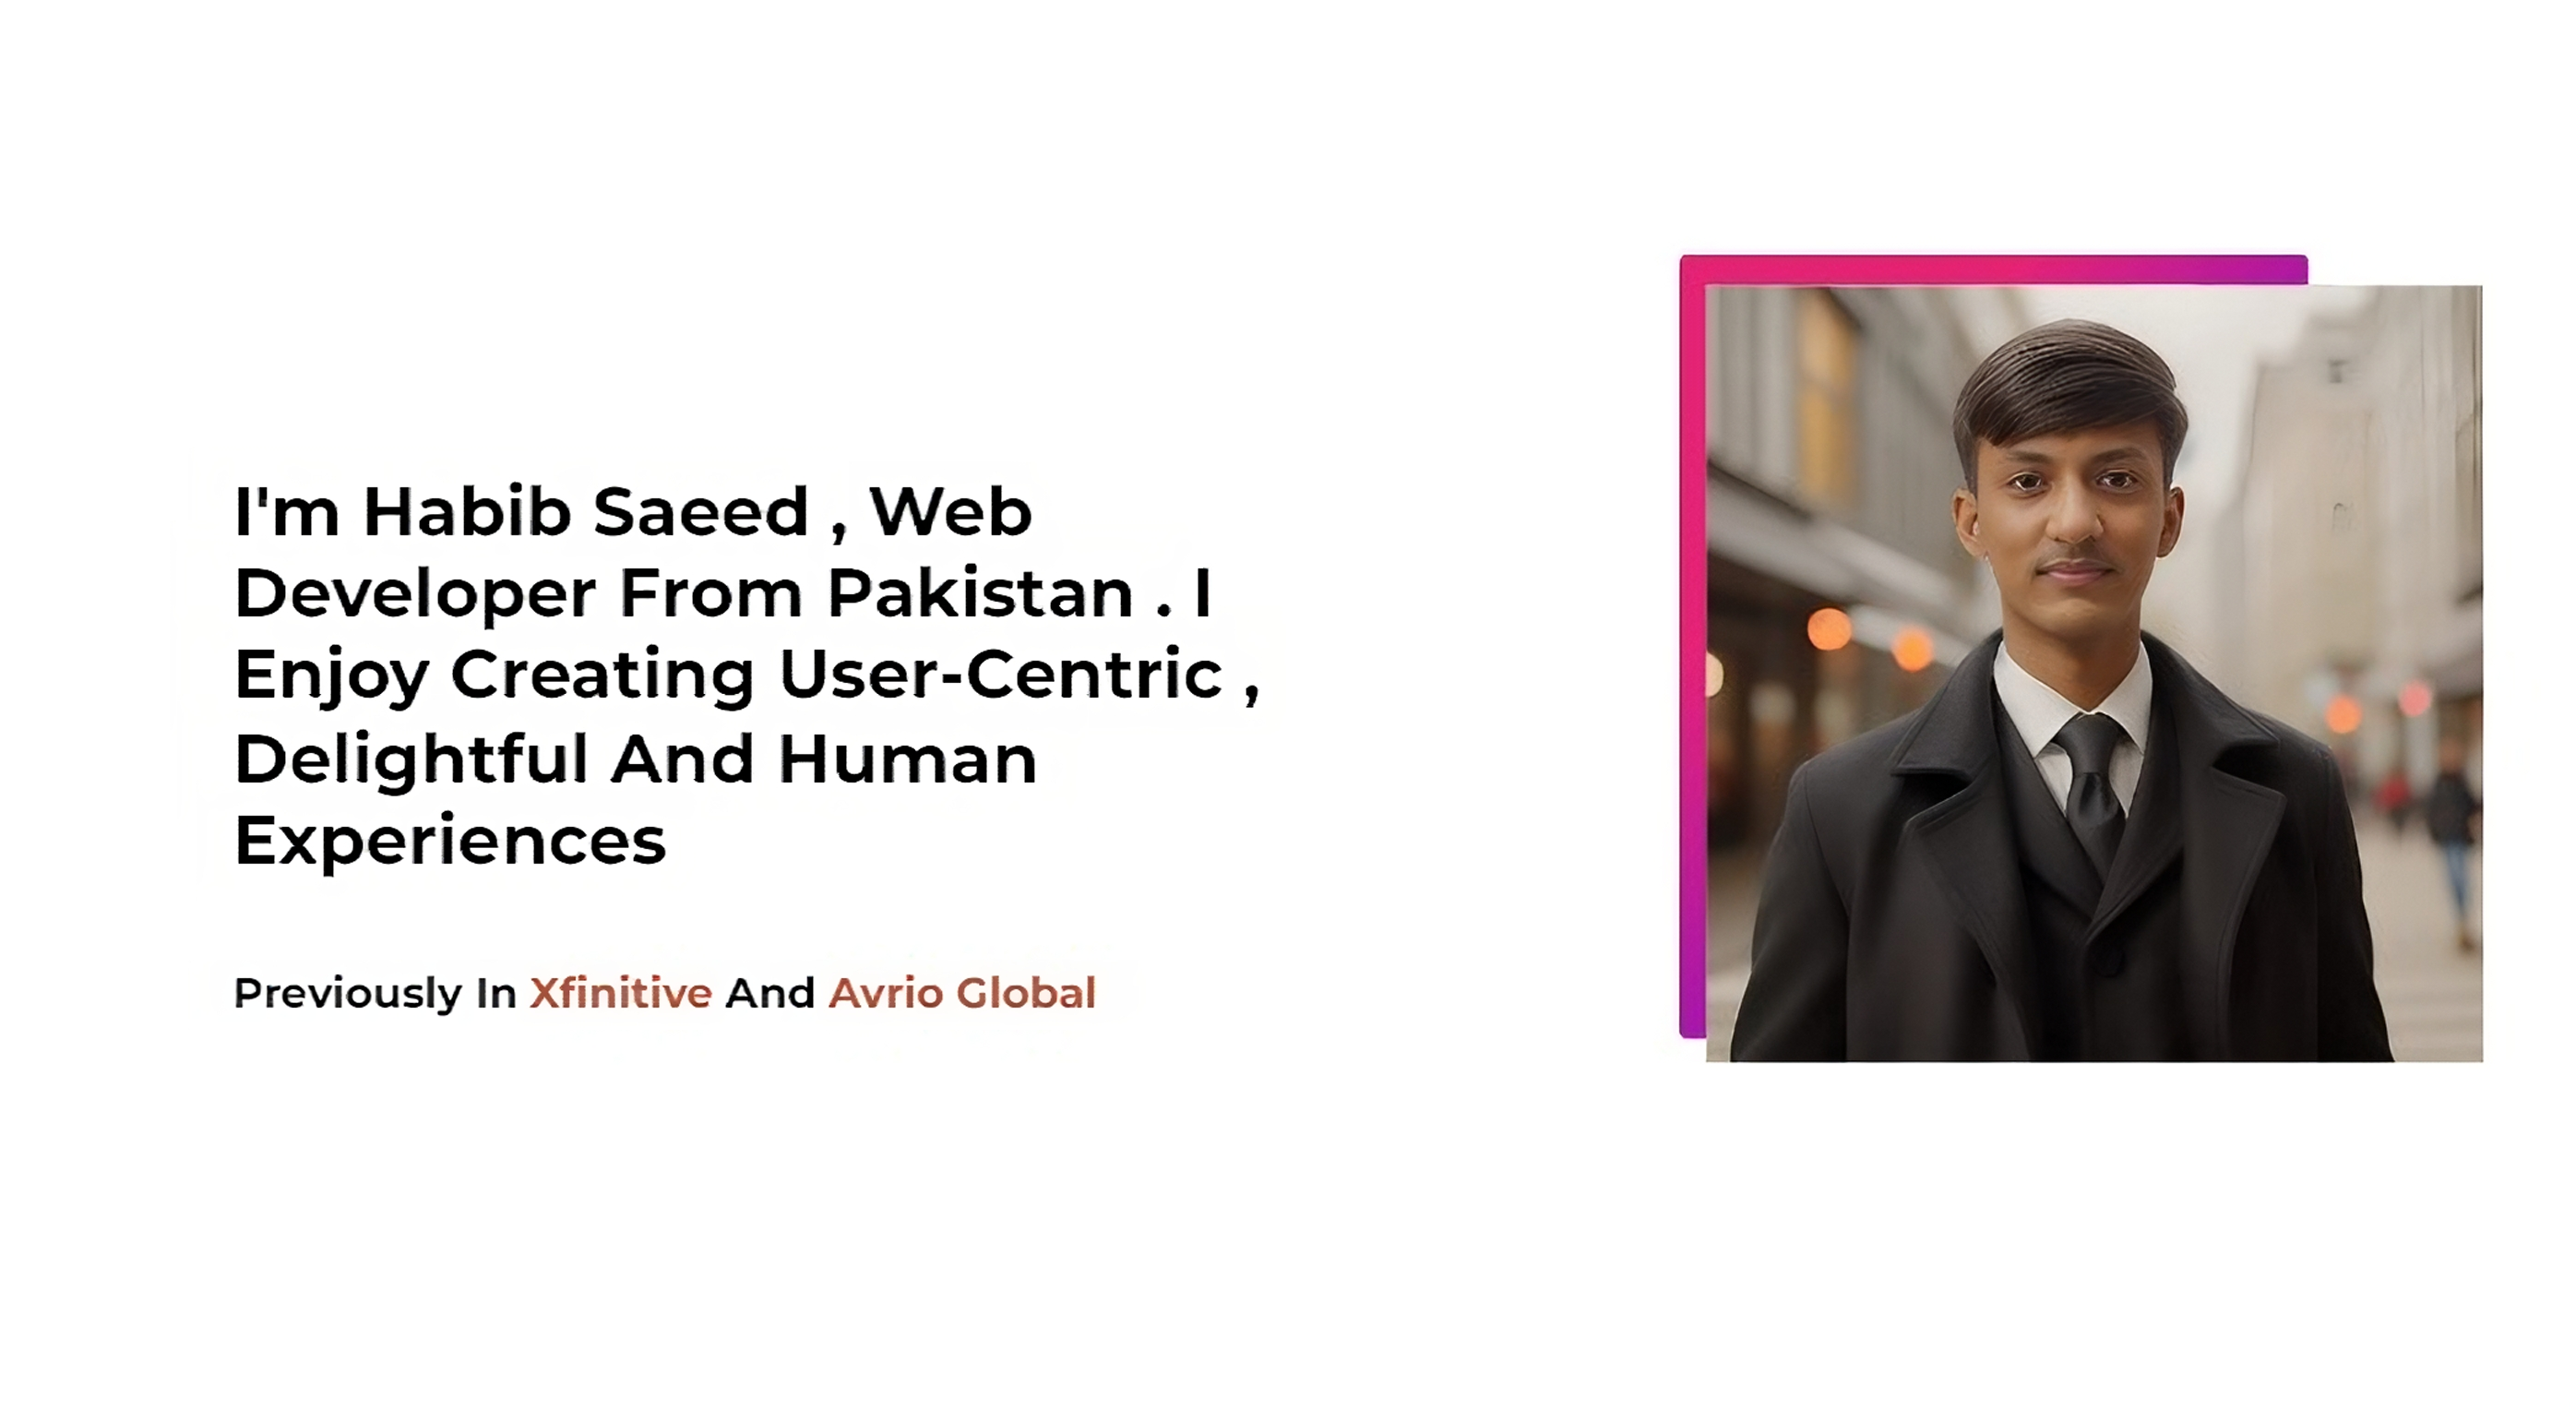 I'm Habib Saeed , Web
Developer From Pakistan . I
Enjoy Creating User-Centric ,
Delightful And Human
Experiences
Previously In Xfinitive And Avrio Global